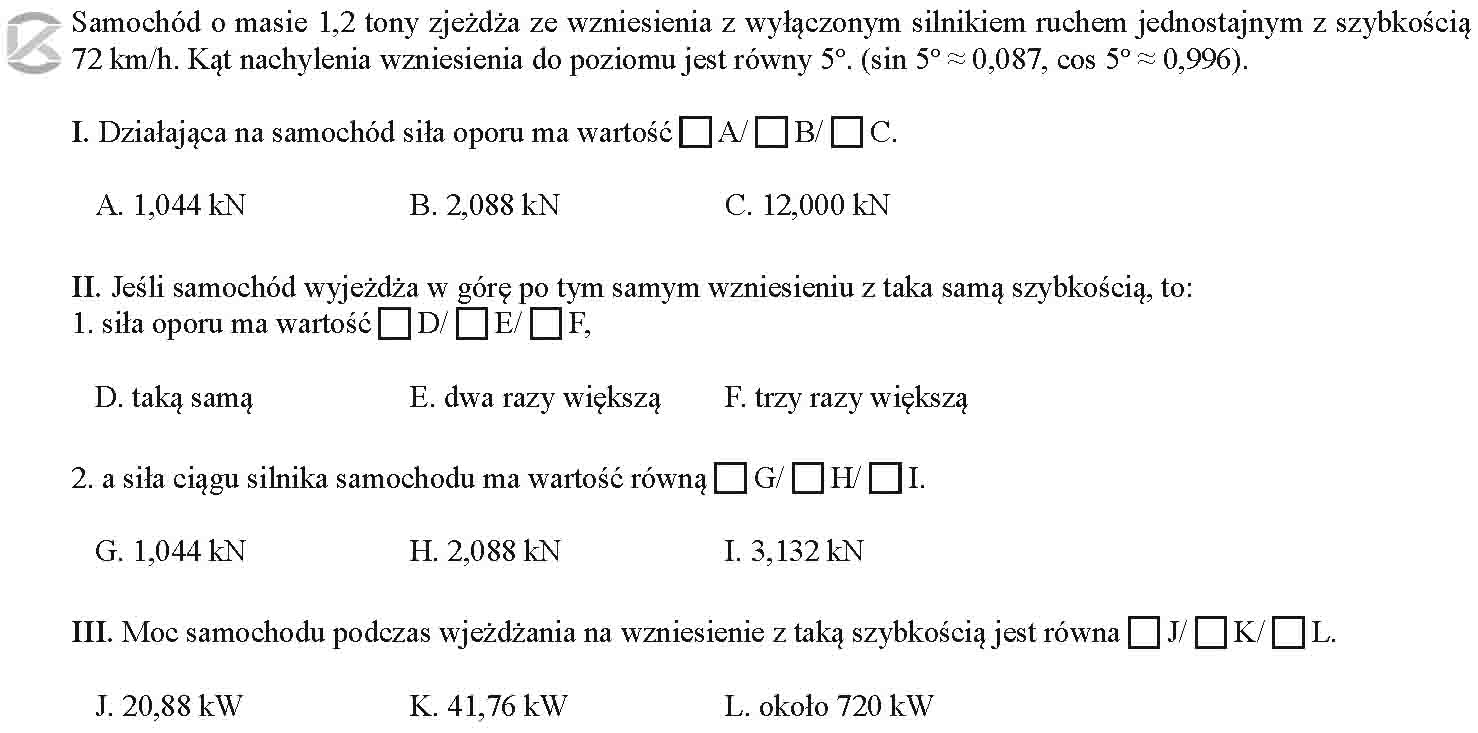 Samochód o masie 1,2 tony zjeżdża ze wzniesienia z wyłączonym silnikiem ruchem jednostajnym z szybkością
72 km/h. Kąt nachylenia wzniesienia do poziomu jest równy 5º. (sin 5º ≈ 0,087, cos 5º ≈ 0,996).
I. Działająca na samochód siła oporu ma wartość □ A/ □ B/ □ C.
A. 1,044 kN B. 2,088 kN C. 12,000 kN
II. Jeśli samochód wyjeżdża w górę po tym samym wzniesieniu z taka samą szybkością, to:
1. siła oporu ma wartość □ D/ □ E/ □ F,
D. taką samą E. dwa razy większą F. trzy razy większą
2. a siła ciągu silnika samochodu ma wartość równą □ G/ □ H/ □ I.
G. 1,044 kN H. 2,088 kN I. 3,132 kN
III. Moc samochodu podczas wjeżdżania na wzniesienie z taką szybkością jest równa □ J/ □ K/ □ L.
J. 20,88 kW K. 41,76 kW L. około 720 kW